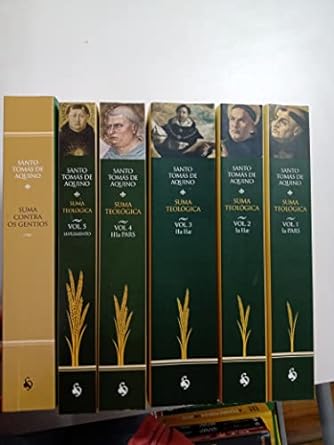 SANTO
TOMÁS DE
AQUINO
SUMA
CONTRA
OS GENTIOS
SANTO
TOMÁS DE
AQUINO
SUMA
TEOLÓGICA
VOL. 5
SUPLEMENTO
SANTO
TOMÁS DE
AQUINO
SUMA
TEOLÓGICA
VOL. 4
IIIa PARS
SANTO
TOMÁS DE
AQUINO
SUMA
TEOLÓGICA
VOL. 3
IIa IIae
SANTO
TOMÁS DE
AQUINO
SUMA
TEOLÓGICA
VOL. 2
Ia IIae
SANTO
TOMÁS DE
AQUINO
SUMA
TEOLÓGICA
VOL. 1
Ia PARS